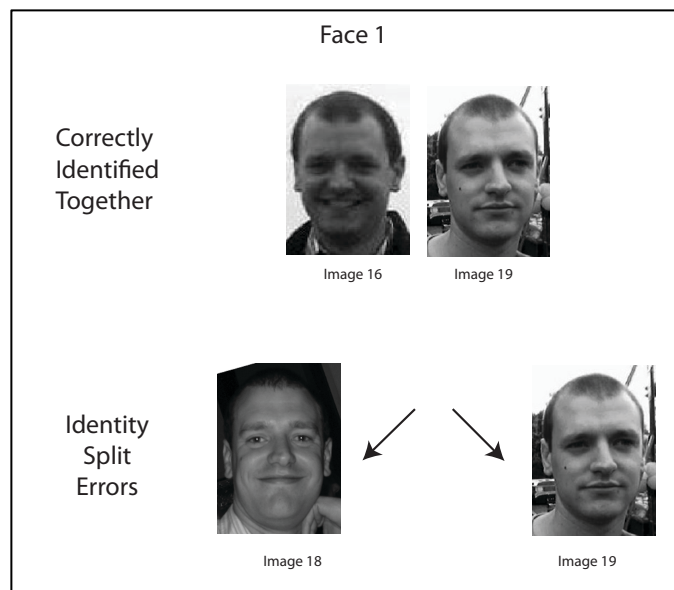 Face 1
Correctly
Identified
Together
Image 16
Image 19
Identity
Split
Errors
Image 18
Image 19